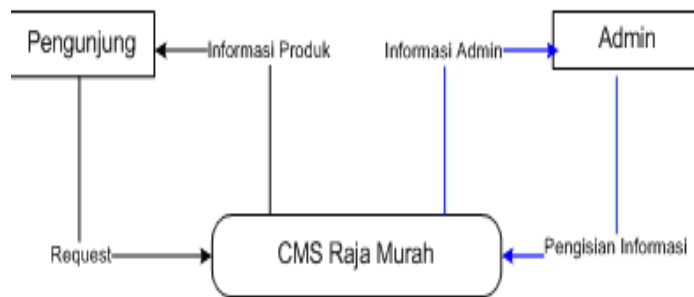 Pengunjung
Informasi Produk
Informasi Admin
Admin
Request
CMS Raja Murah
Pengisian Informasi